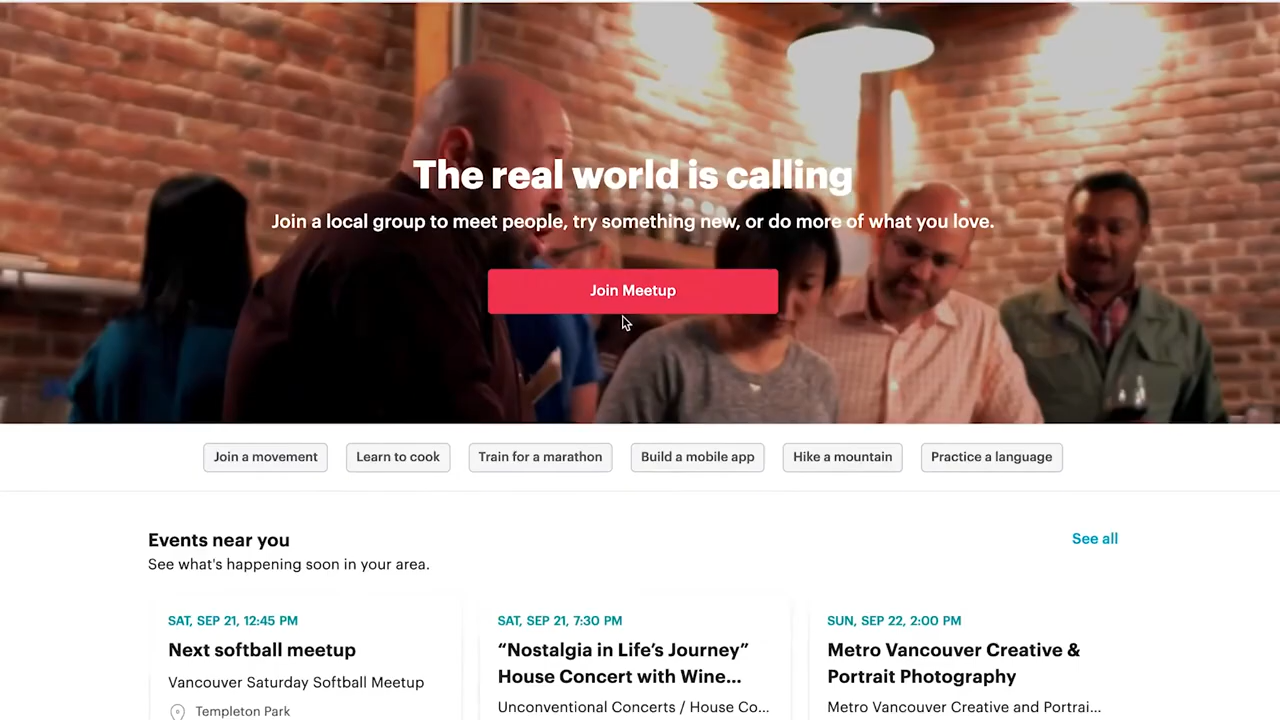 The real world is calling
Join a local group to meet people, try something new, or do more of what you love.
Join Meetup
Join a movement
Learn to cook
Train for a marathon
Build a mobile app
Hike a mountain
Practice a language
Events near you
See all
See what's happening soon in your area.
SAT, SEP 21, 12:45 PM
Next softball meetup
Vancouver Saturday Softball Meetup
Templeton Park
SAT, SEP 21, 7:30 PM
“Nostalgia in Life’s Journey”
House Concert with Wine...
Unconventional Concerts / House Co...
SUN, SEP 22, 2:00 PM
Metro Vancouver Creative &
Portrait Photography
Metro Vancouver Creative and Portrai...